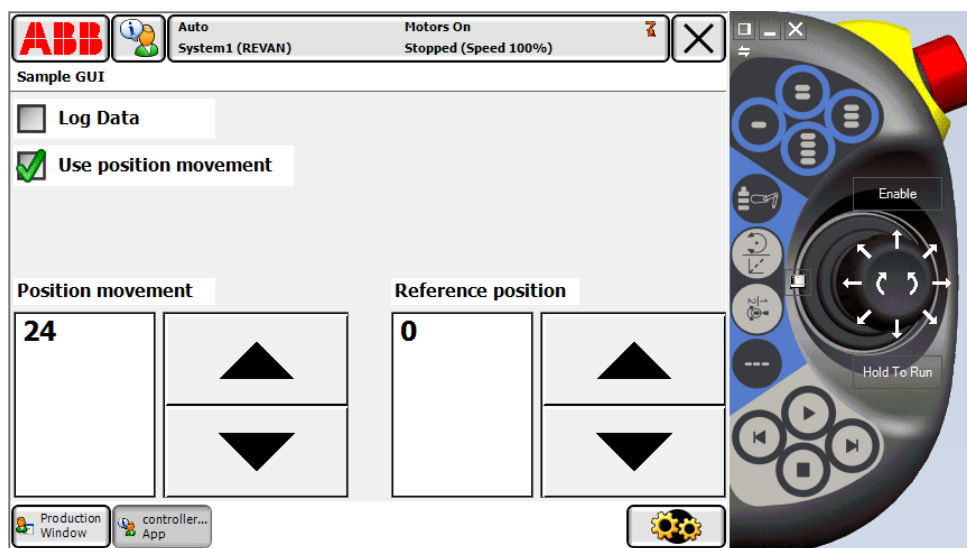 ABB
Auto
System1 (REVAN)
Motors On
Stopped (Speed 100%)
Sample GUI
Log Data
Use position movement
Position movement
Reference position
24
0
Production
Window
controller...
App
Enable
Hold To Run